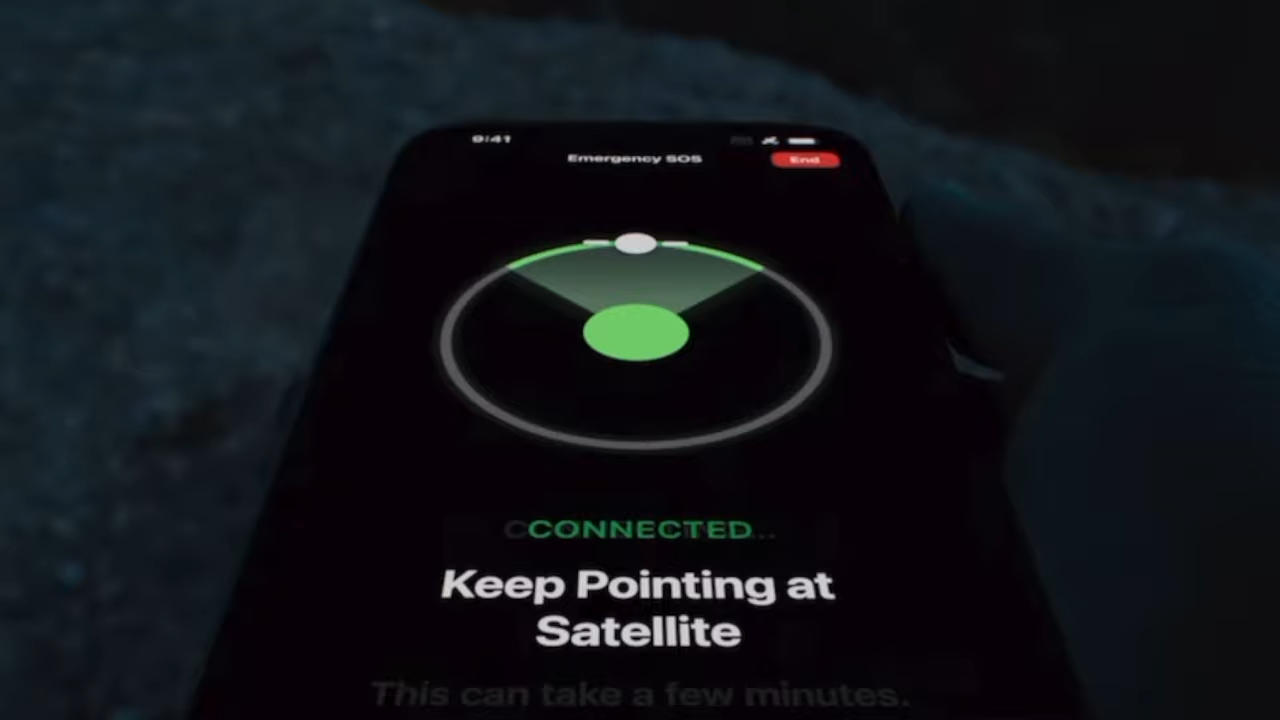 9:41
Emergency SOS
End
CONNECTED...
Keep Pointing at
Satellite
This can take a few minutes.